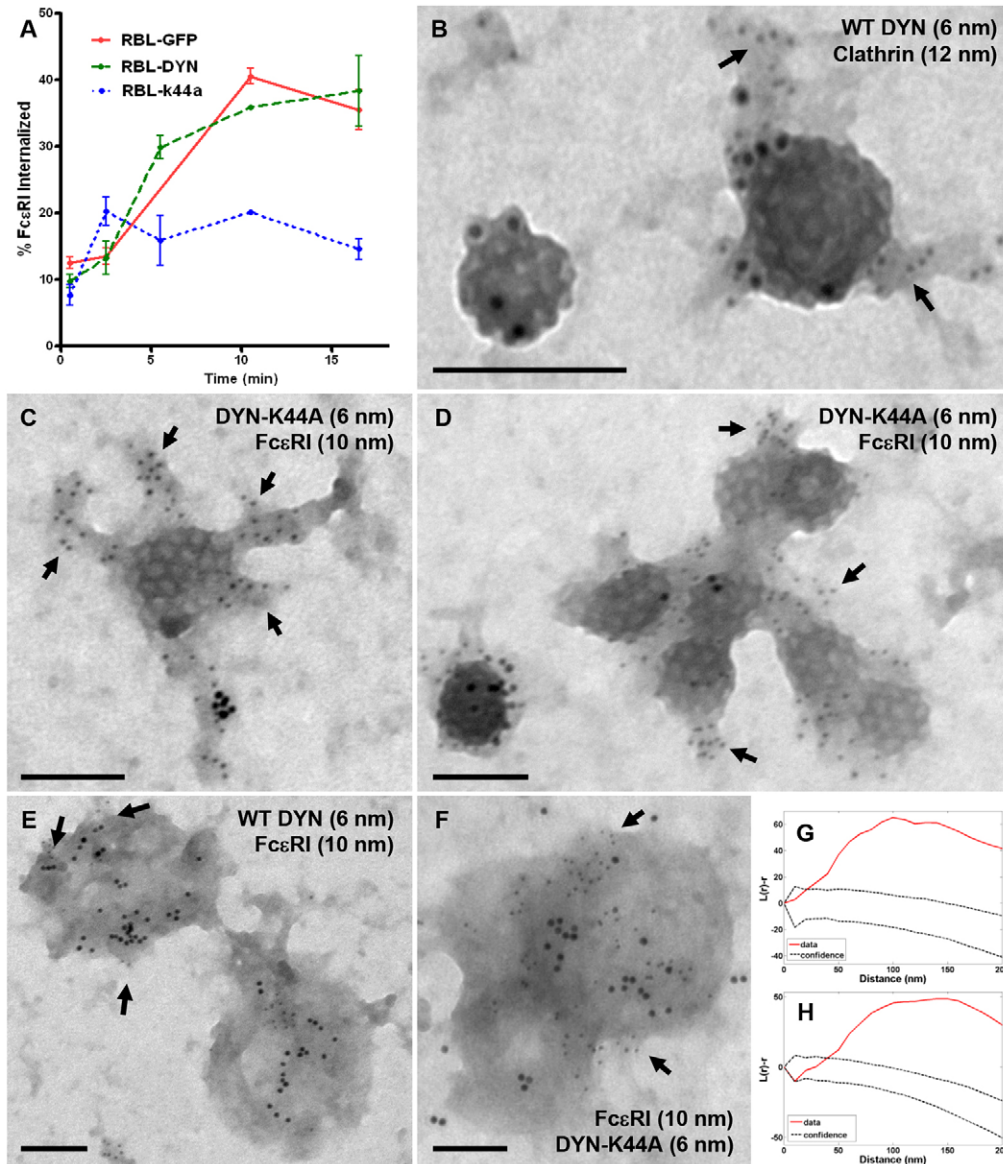 A
RBL-GFP
RBL-DYN
RBL-k44a
% FcεRI Internalized
50
40
30
20
10
0
0 5 10 15
Time (min)
B
WT DYN (6 nm)
Clathrin (12 nm)
C
DYN-K44A (6 nm)
FcεRI (10 nm)
D
DYN-K44A (6 nm)
FcεRI (10 nm)
E
WT DYN (6 nm)
FcεRI (10 nm)
F
FcεRI (10 nm)
DYN-K44A (6 nm)
G
L(r)-r
60
40
20
0
-20
-40
data
confidence
0 50 100 150 200
Distance (nm)
H
L(r)-r
50
0
-50
data
confidence
0 50 100 150 200
Distance (nm)